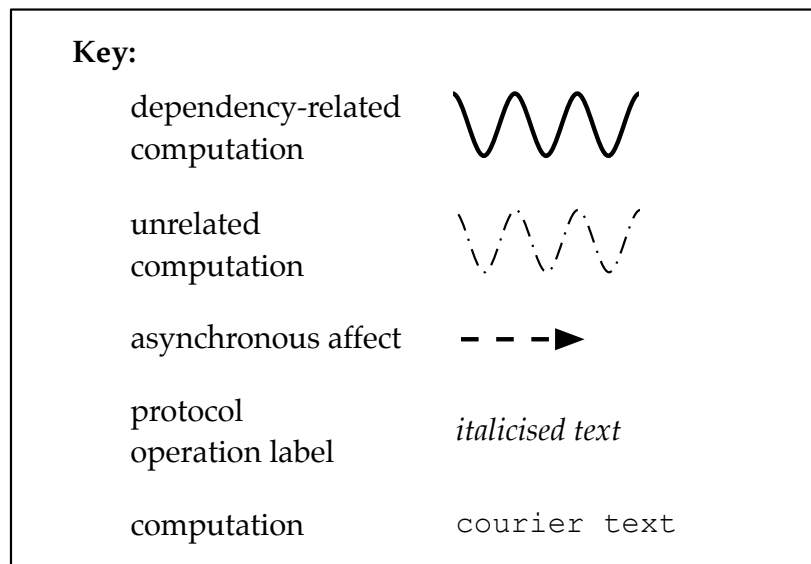 Key:
dependency-related
computation
unrelated
computation
asynchronous affect
protocol
operation label
italicised text
computation
courier text